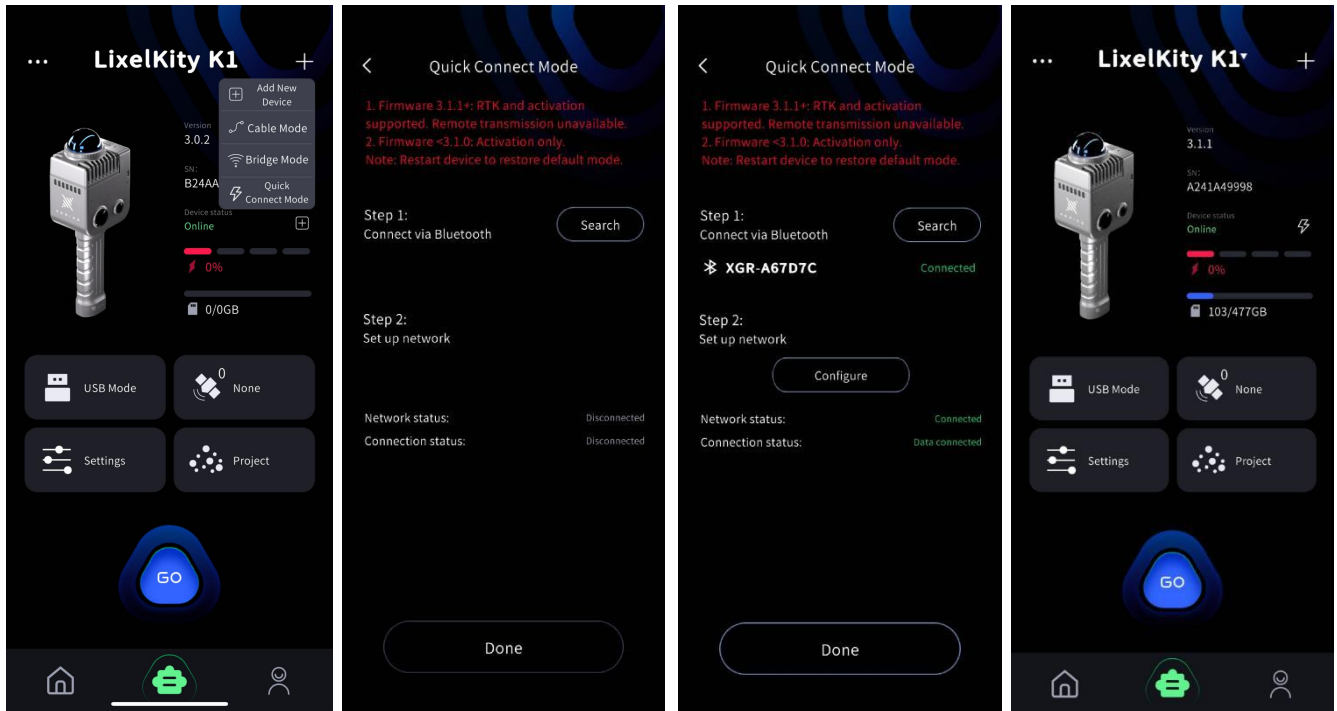 ... LixelKity K1 +
Add New
Device
Cable Mode
Bridge Mode
Quick
Connect Mode
Version
3.0.2
SN:
B24AA
Device status
Online
0%
0/0GB
USB Mode
0
None
Settings
Project
GO
Quick Connect Mode
1. Firmware 3.1.1+: RTK and activation
supported. Remote transmission unavailable.
2. Firmware <3.1.0: Activation only.
Note: Restart device to restore default mode.
Step 1:
Connect via Bluetooth
Search
Step 2:
Set up network
Network status: Disconnected
Connection status: Disconnected
Done
Quick Connect Mode
1. Firmware 3.1.1+: RTK and activation
supported. Remote transmission unavailable.
2. Firmware <3.1.0: Activation only.
Note: Restart device to restore default mode.
Step 1:
Connect via Bluetooth
Search
XGR-A67D7C Connected
Step 2:
Set up network
Configure
Network status: Connected
Connection status: Data connected
Done
... LixelKity K1 +
Version
3.1.1
SN:
A241A49998
Device status
Online
0%
103/477GB
USB Mode
0
None
Settings
Project
GO